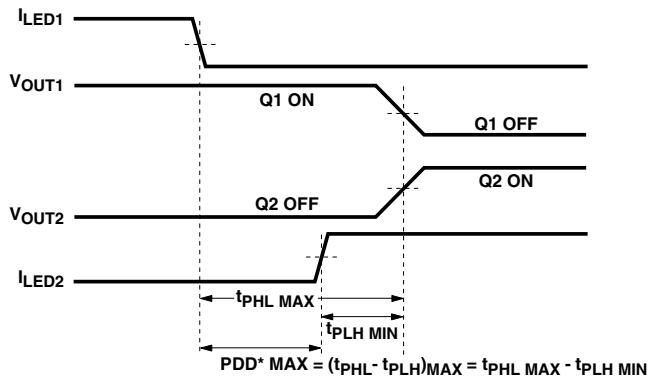 ILED1
VOUT1
Q1 ON
Q1 OFF
Q2 ON
Q2 OFF
VOUT2
ILED2
tPHL MAX
tPLH MIN
PDD* MAX = (tPHL- tPLH)MAX = tPHL MAX - tPLH MIN